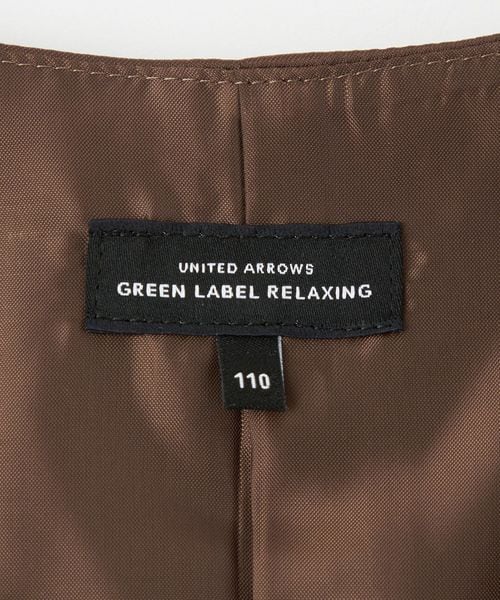 UNITED ARROWS
GREEN LABEL RELAXING
110